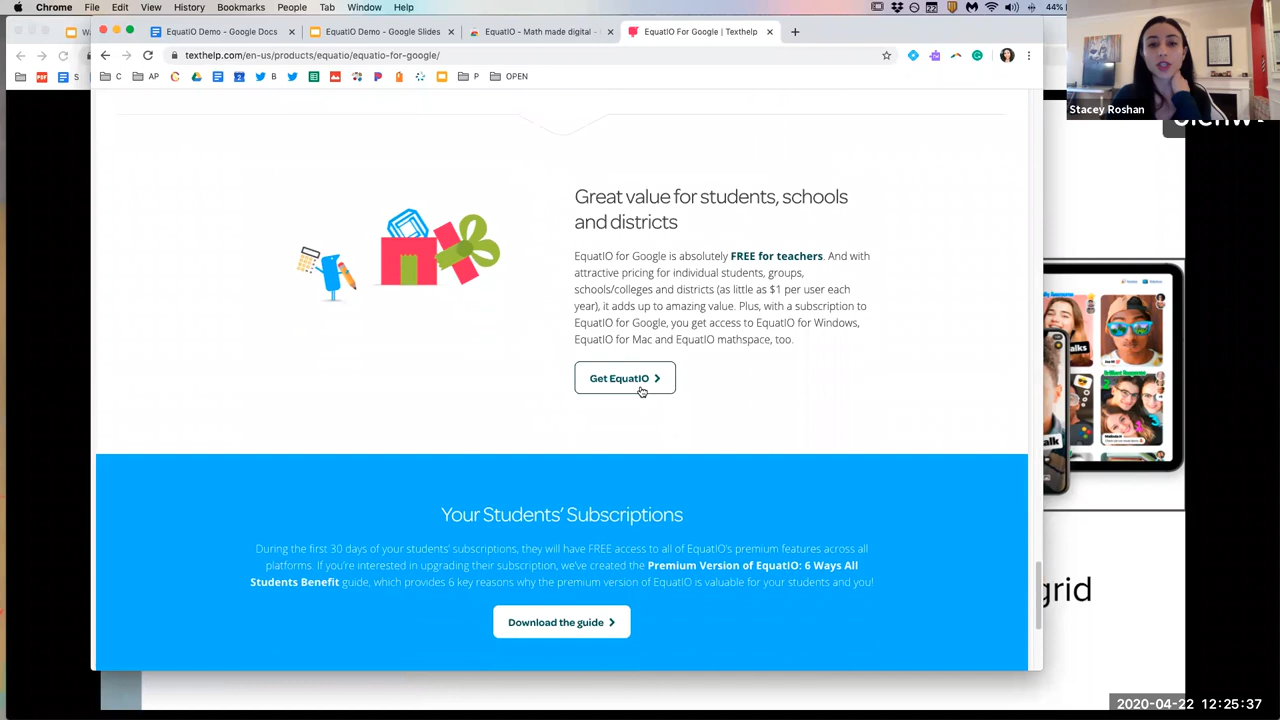 Chrome File Edit View History Bookmarks People Tab Window Help
44%
EquatIO Demo - Google Docs
EquatIO Demo - Google Slides
EquatIO - Math made digital -
EquatIO For Google | Texthelp
texthelp.com/en-us/products/equatio/equatio-for-google/
C AP B P OPEN
Stacey Roshan
Great value for students, schools
and districts
EquatIO for Google is absolutely FREE for teachers. And with
attractive pricing for individual students, groups,
schools/colleges and districts (as little as $1 per user each
year), it adds up to amazing value. Plus, with a subscription to
EquatIO for Google, you get access to EquatIO for Windows,
EquatIO for Mac and EquatIO mathspace, too.
Get EquatIO
Your Students' Subscriptions
During the first 30 days of your students' subscriptions, they will have FREE access to all of EquatIO's premium features across all
platforms. If you're interested in upgrading their subscription, we've created the Premium Version of EquatIO: 6 Ways All
Students Benefit guide, which provides 6 key reasons why the premium version of EquatIO is valuable for your students and you!
Download the guide
grid
2020-04-22 12:25:37